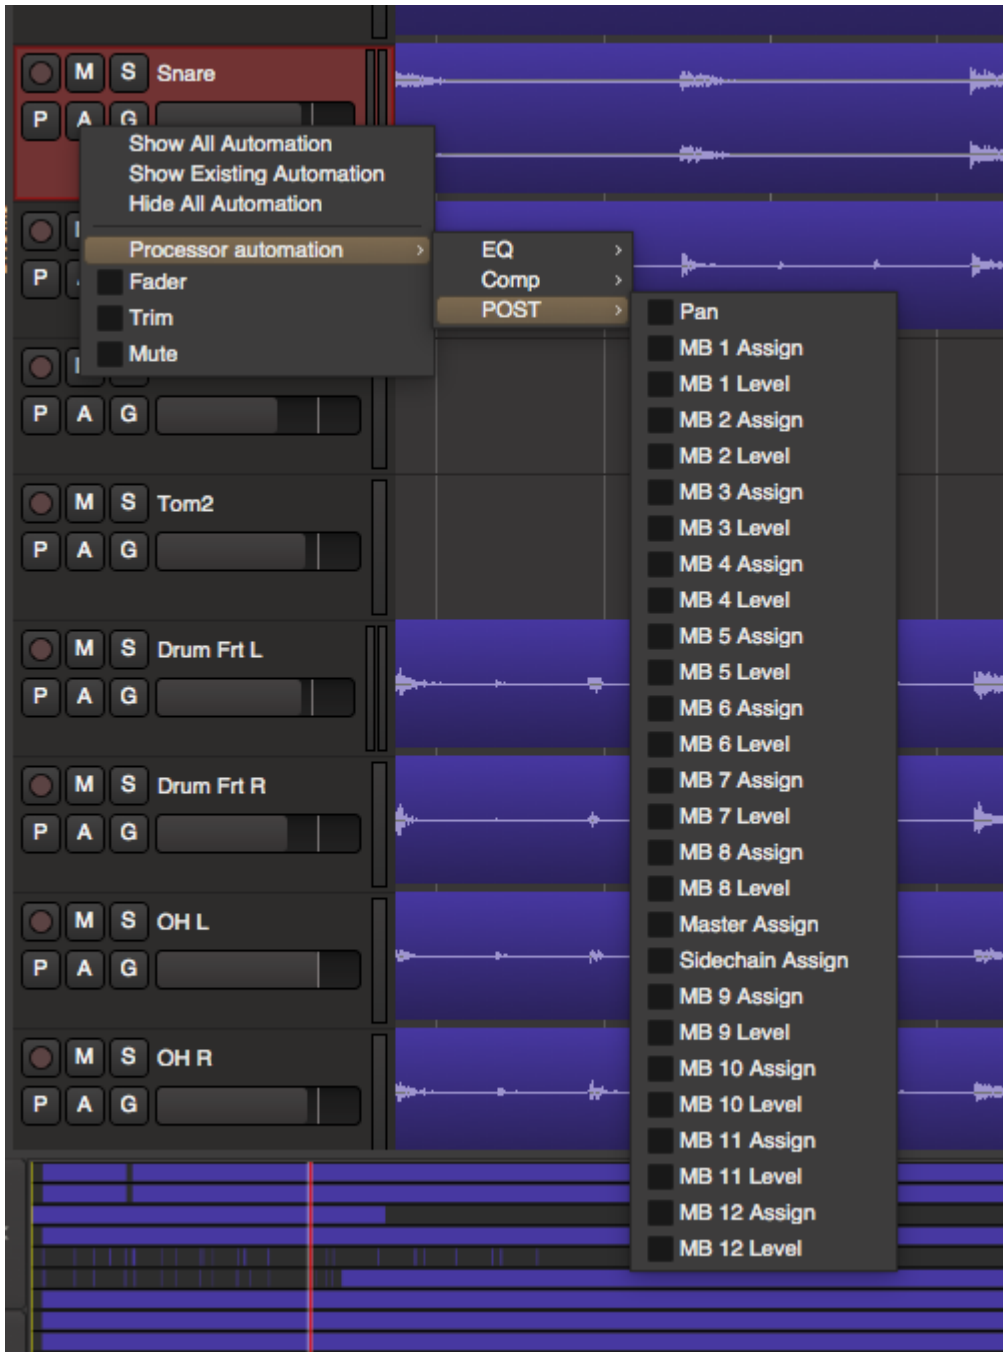 M S Snare
P A G
Show All Automation
Show Existing Automation
Hide All Automation
Processor automation
Fader
Trim
Mute
EQ
Comp
POST
Pan
MB 1 Assign
MB 1 Level
MB 2 Assign
MB 2 Level
MB 3 Assign
MB 3 Level
MB 4 Assign
MB 4 Level
MB 5 Assign
MB 5 Level
MB 6 Assign
MB 6 Level
MB 7 Assign
MB 7 Level
MB 8 Assign
MB 8 Level
Master Assign
Sidechain Assign
MB 9 Assign
MB 9 Level
MB 10 Assign
MB 10 Level
MB 11 Assign
MB 11 Level
MB 12 Assign
MB 12 Level
P
P A G
M S Tom2
P A G
M S Drum Frt L
P A G
M S Drum Frt R
P A G
M S OH L
P A G
M S OH R
P A G